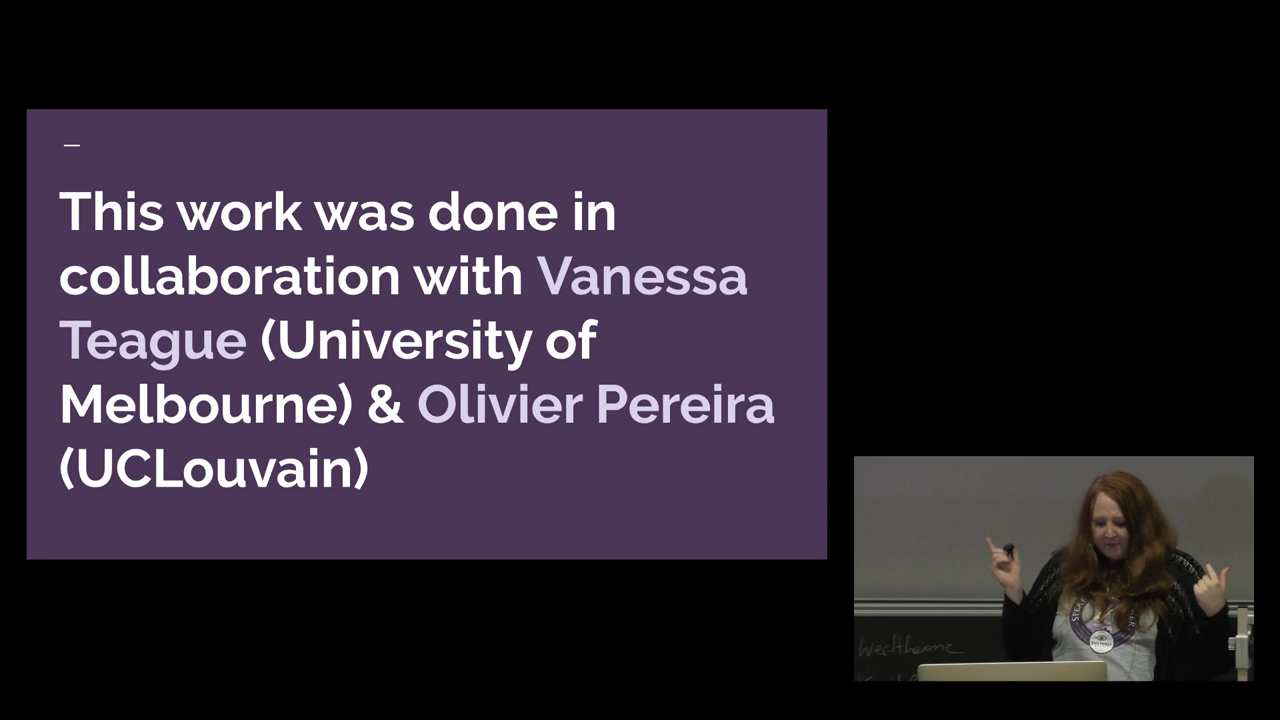 This work was done in
collaboration with Vanessa
Teague (University of
Melbourne) & Olivier Pereira
(UCLouvain)